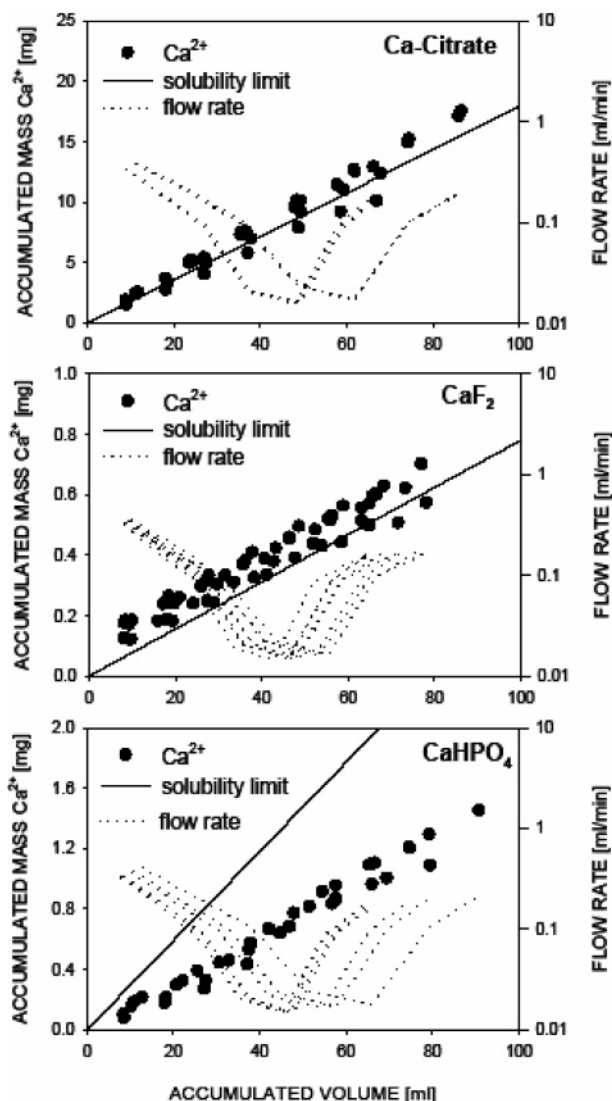 Ca-Citrate
Ca²⁺
solubility limit
flow rate
ACCUMULATED MASS Ca²⁺ [mg]
25
20
15
10
5
0
FLOW RATE [ml/min]
10
1
0.1
0.01
0 20 40 60 80 100
CaF₂
Ca²⁺
solubility limit
flow rate
ACCUMULATED MASS Ca²⁺ [mg]
1.0
0.8
0.6
0.4
0.2
0.0
FLOW RATE [ml/min]
10
1
0.1
0.01
0 20 40 60 80 100
CaHPO₄
Ca²⁺
solubility limit
flow rate
ACCUMULATED MASS Ca²⁺ [mg]
2.0
1.6
1.2
0.8
0.4
0.0
FLOW RATE [ml/min]
10
1
0.1
0.01
0 20 40 60 80 100
ACCUMULATED VOLUME [ml]